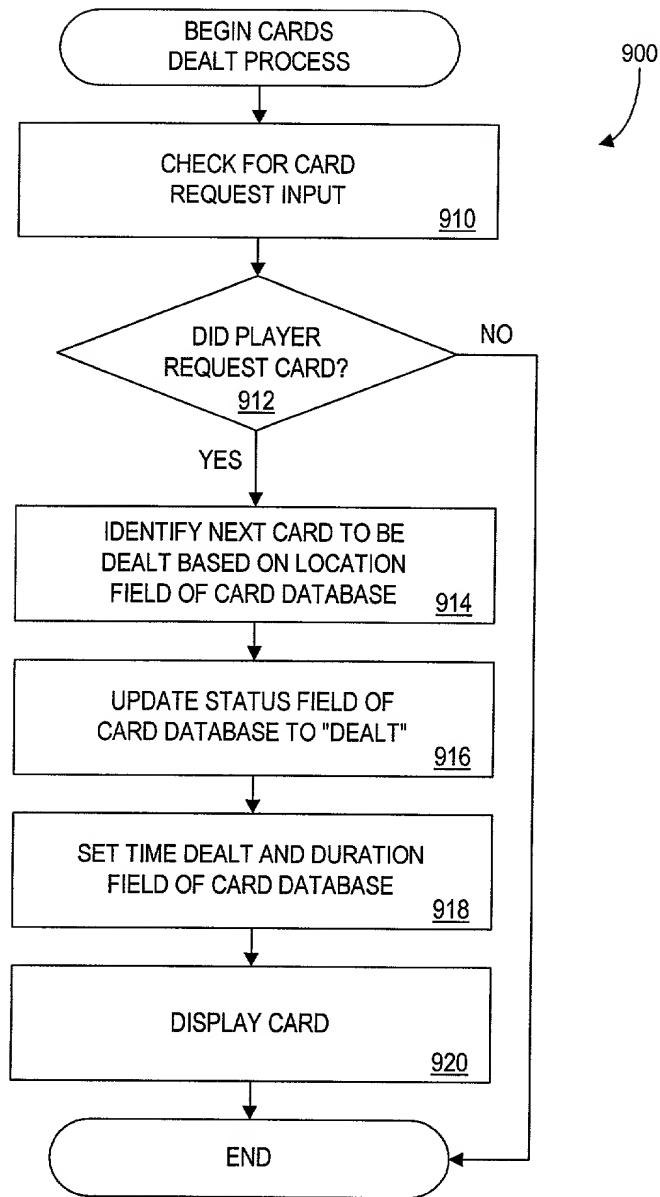 BEGIN CARDS
DEALT PROCESS
900
CHECK FOR CARD
REQUEST INPUT
910
DID PLAYER
REQUEST CARD?
912
NO
YES
IDENTIFY NEXT CARD TO BE
DEALT BASED ON LOCATION
FIELD OF CARD DATABASE
914
UPDATE STATUS FIELD OF
CARD DATABASE TO "DEALT"
916
SET TIME DEALT AND DURATION
FIELD OF CARD DATABASE
918
DISPLAY CARD
920
END